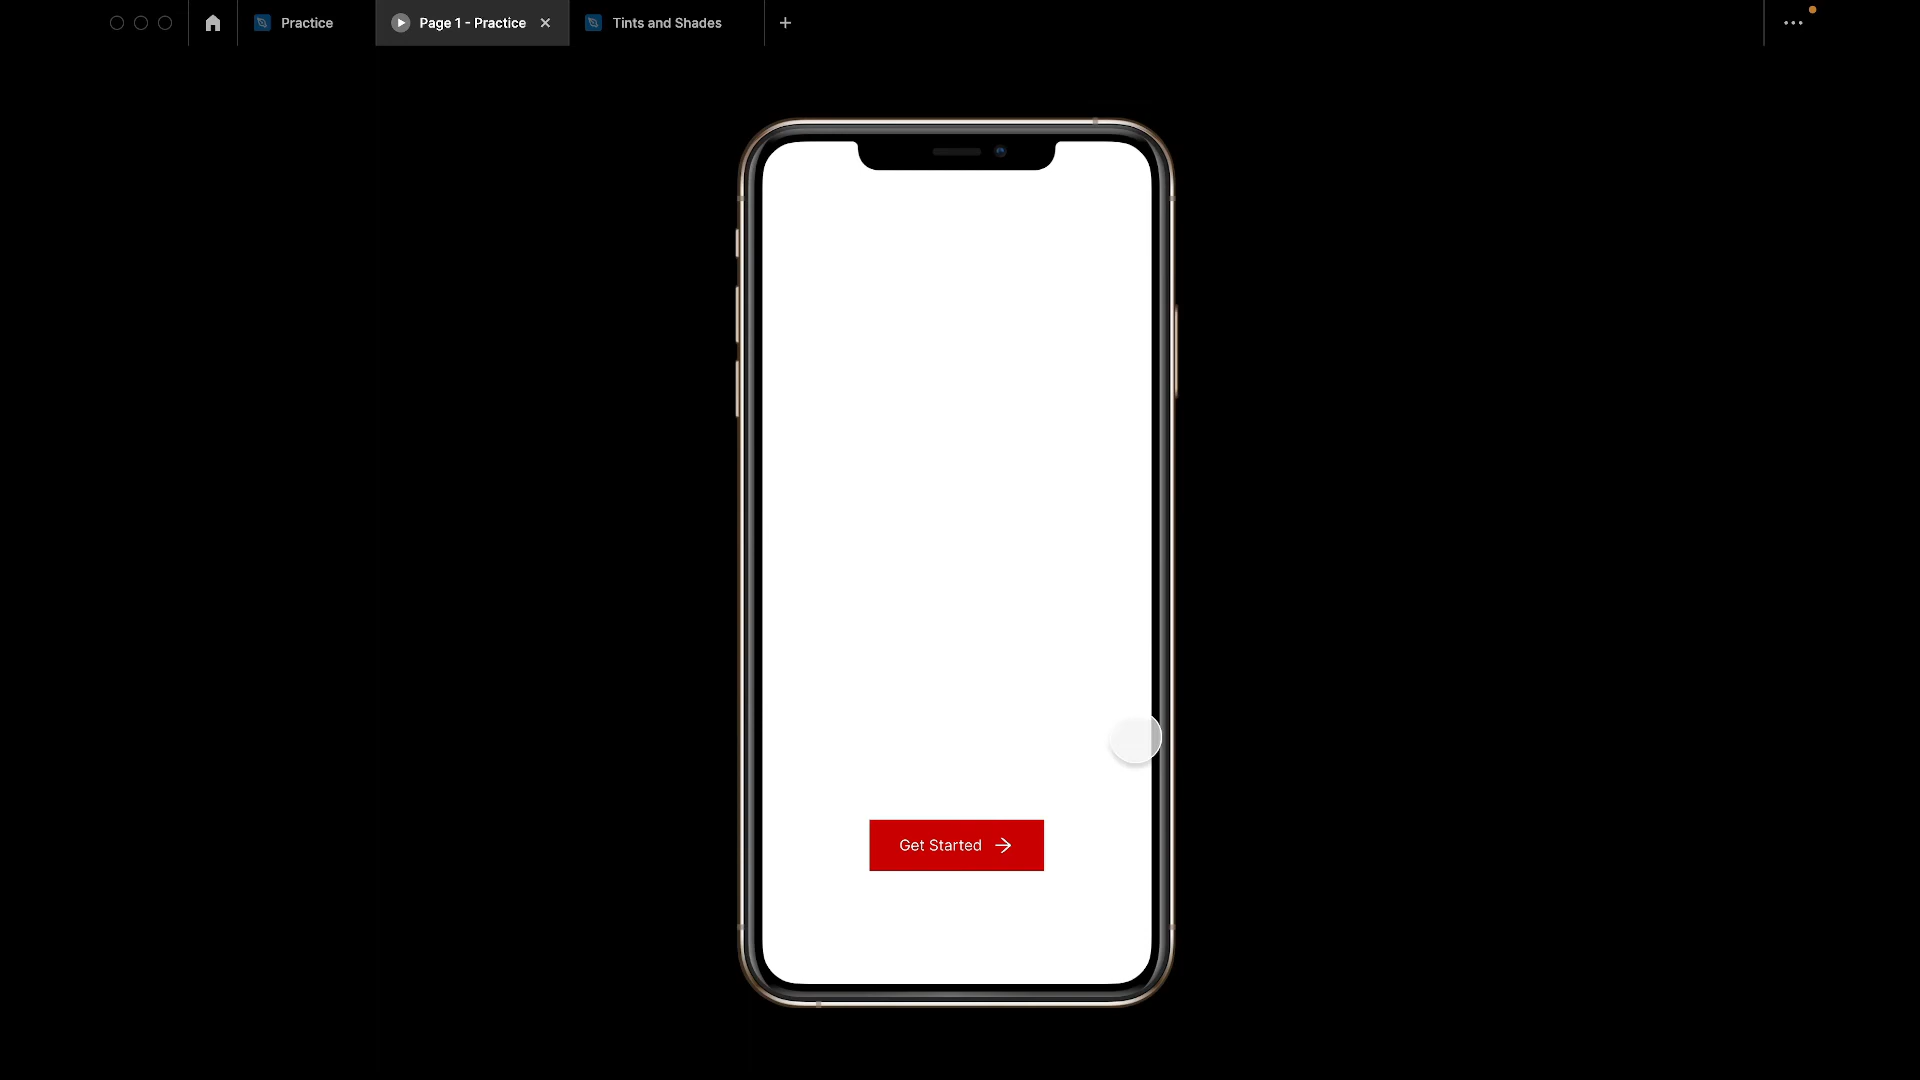 Practice
Page 1 - Practice
Tints and Shades
Get Started